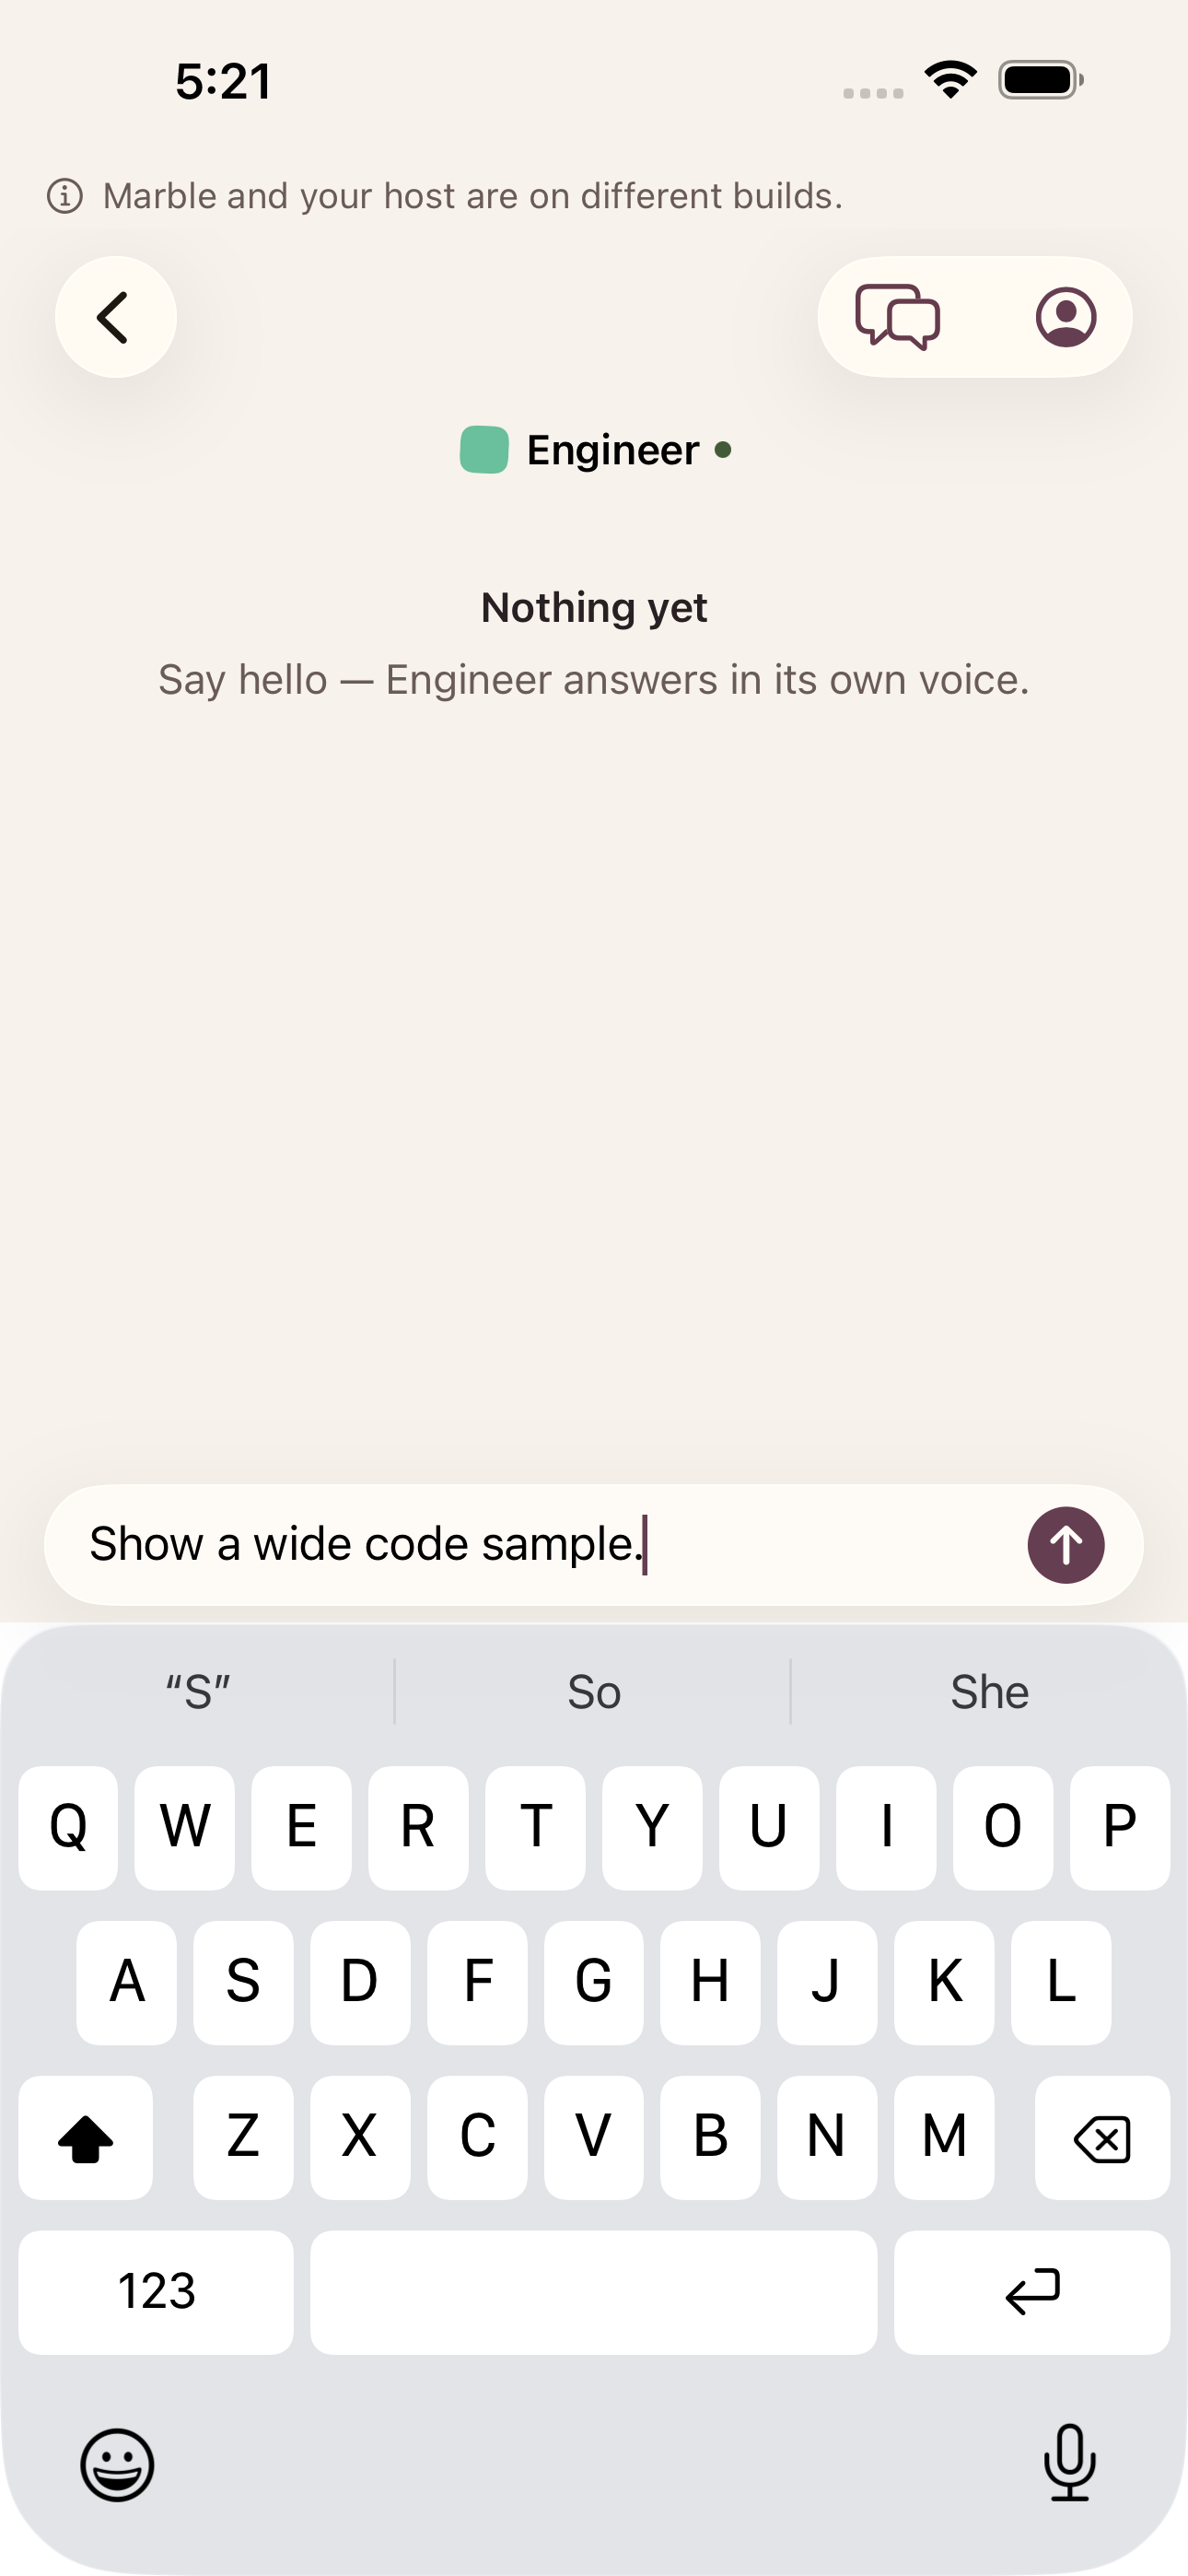 5:21
Marble and your host are on different builds.
Engineer
Nothing yet
Say hello — Engineer answers in its own voice.
Show a wide code sample.
“S” So She
Q W E R T Y U I O P
A S D F G H J K L
Z X C V B N M
123